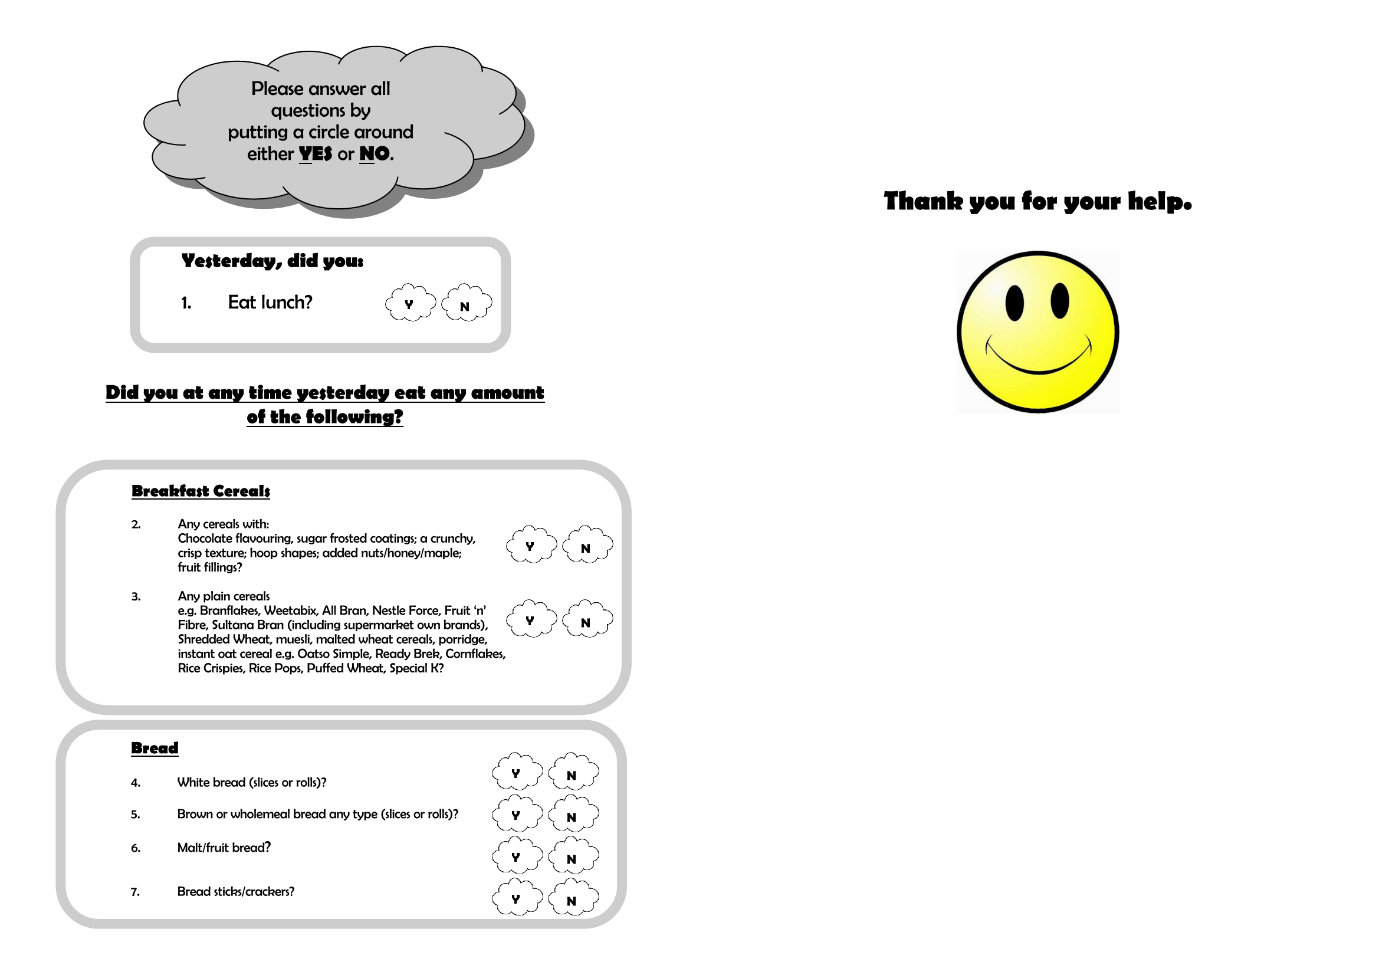 Please answer all
questions by
putting a circle around
either YES or NO.
Yesterday, did you:
1. Eat lunch? Y N
Did you at any time yesterday eat any amount
of the following?
Breakfast Cereals
2. Any cereals with:
Chocolate flavouring, sugar frosted coatings; a crunchy,
crisp texture; hoop shapes; added nuts/honey/maple; Y N
fruit fillings?
3. Any plain cereals
e.g. Branflakes, Weetabix, All Bran, Nestle Force, Fruit ‘n’
Fibre, Sultana Bran (including supermarket own brands), Y N
Shredded Wheat, muesli, malted wheat cereals, porridge,
instant oat cereal e.g. Oatso Simple, Ready Brek, Cornflakes,
Rice Crispies, Rice Pops, Puffed Wheat, Special K?
Bread
4. White bread (slices or rolls)? Y N
5. Brown or wholemeal bread any type (slices or rolls)? Y N
6. Malt/fruit bread? Y N
7. Bread sticks/crackers? Y N
Thank you for your help.